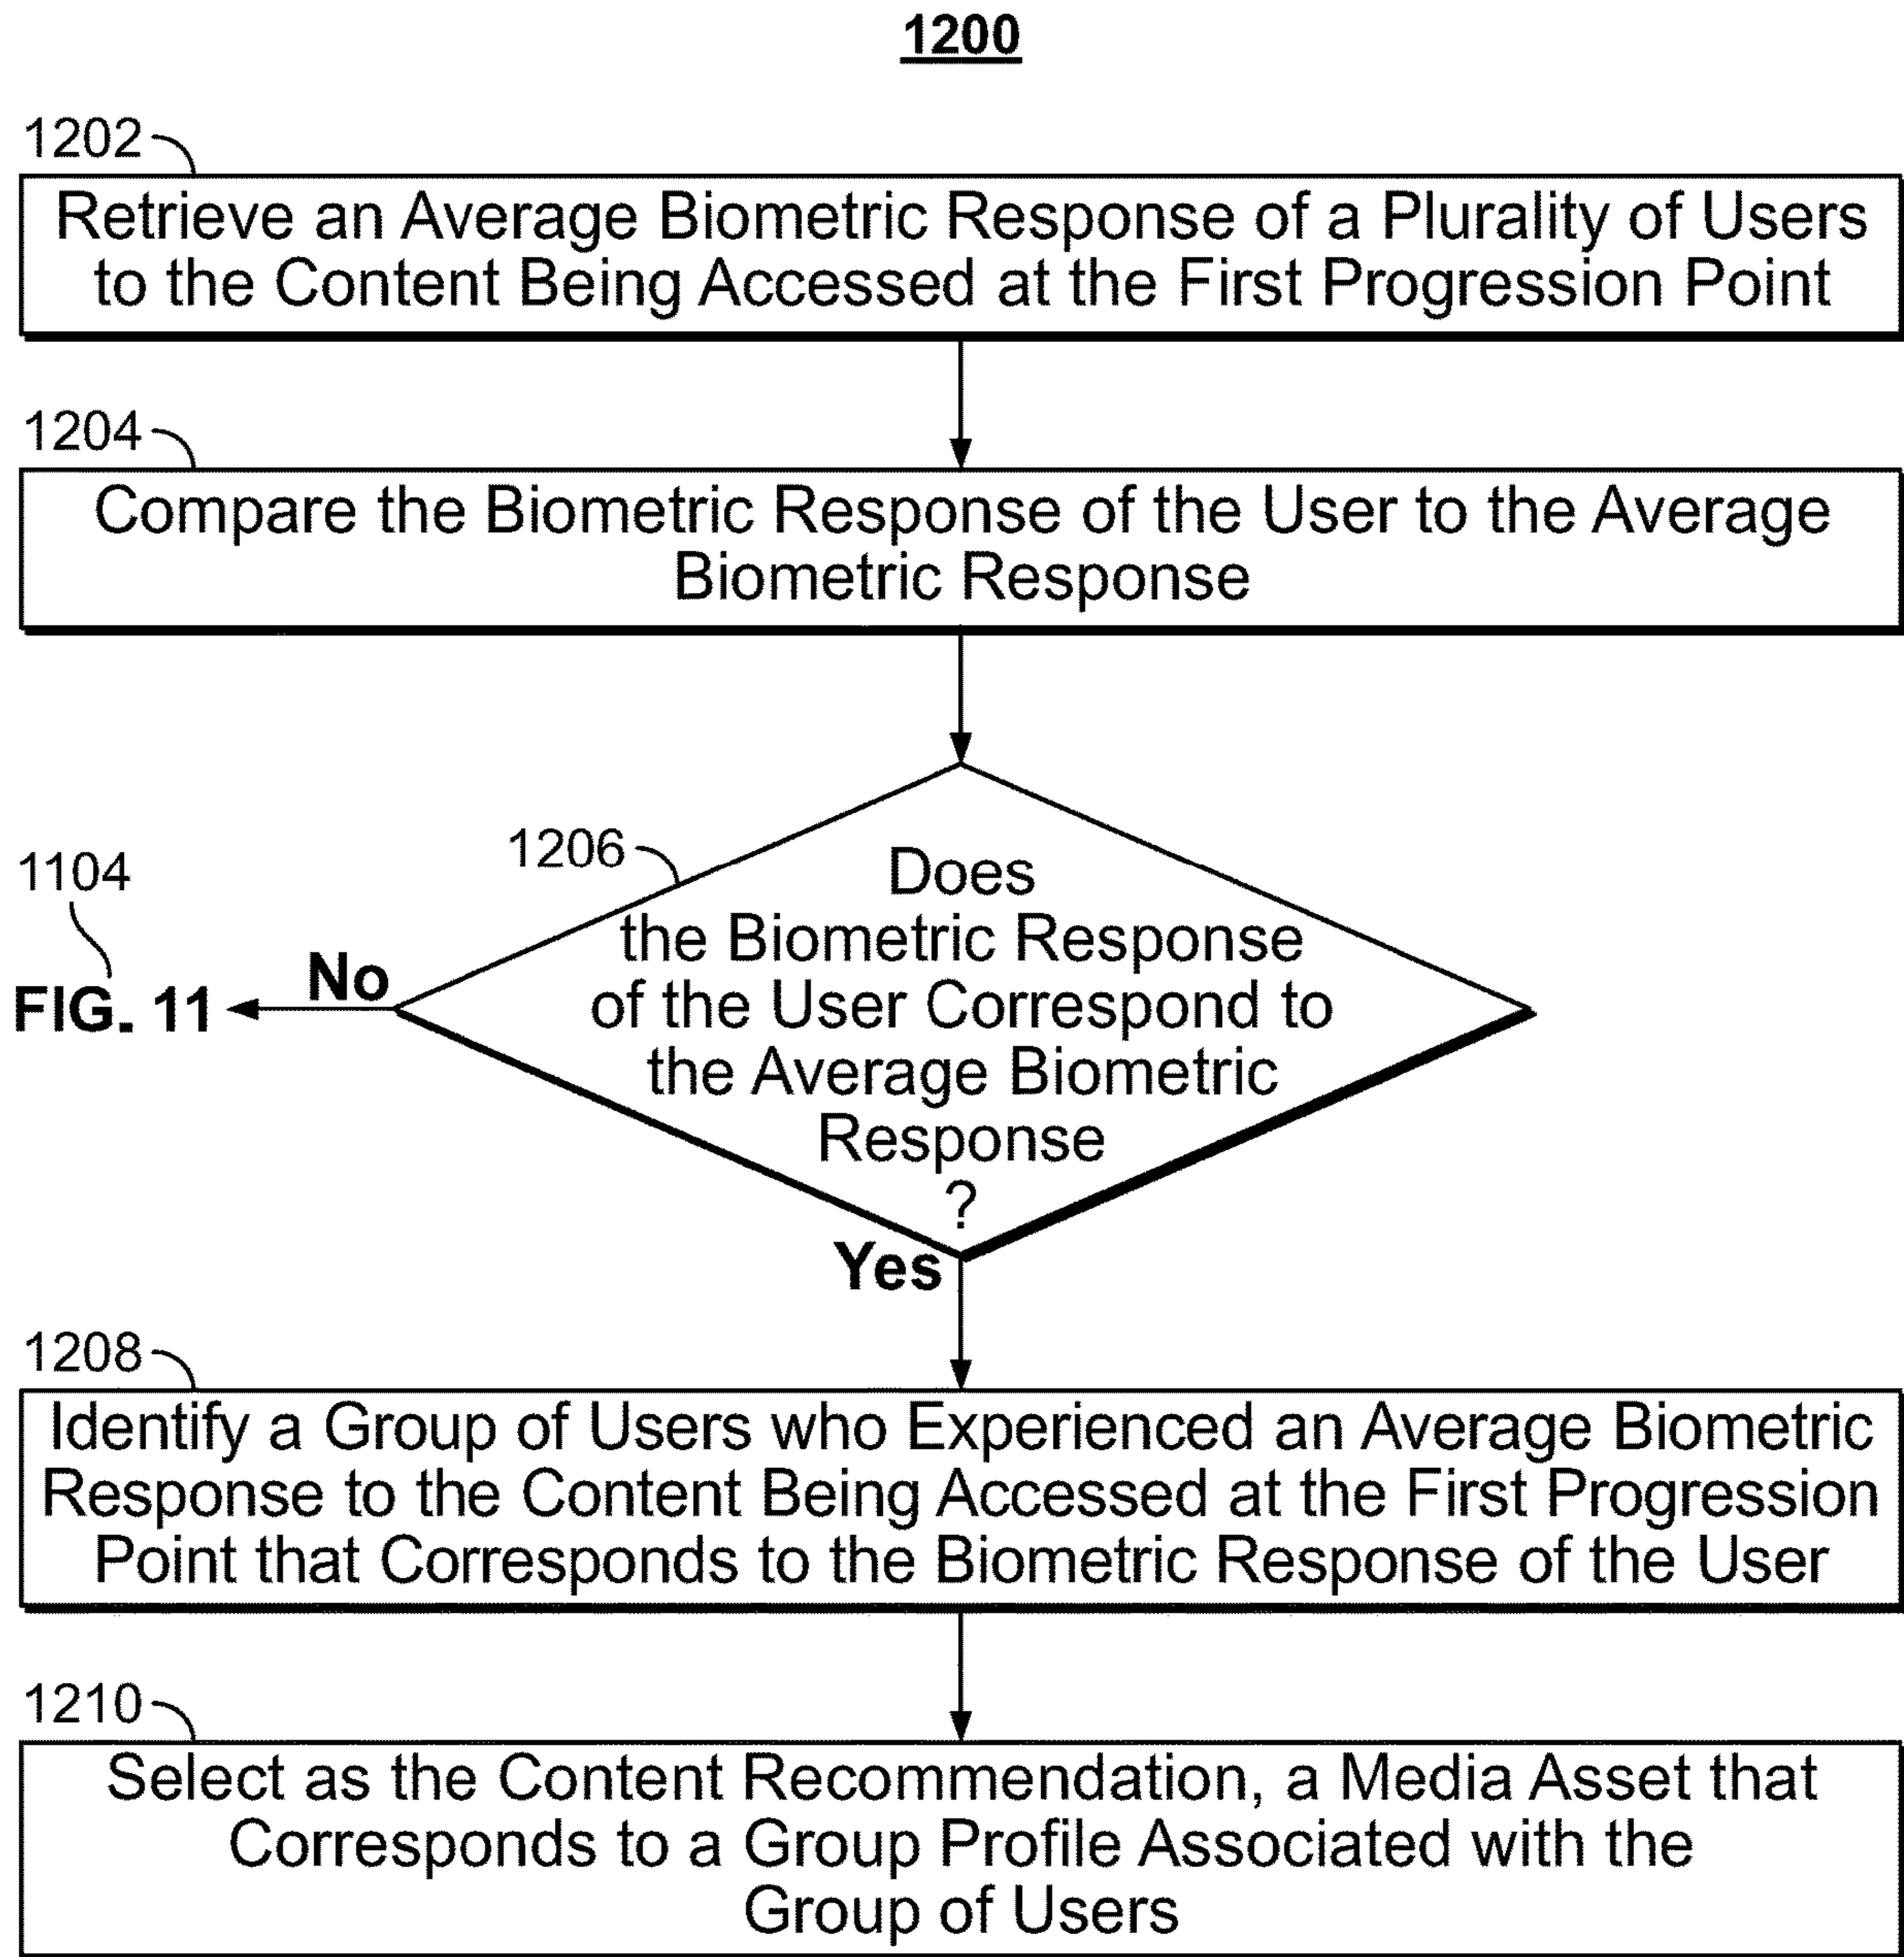 1200
1202
Retrieve an Average Biometric Response of a Plurality of Users
to the Content Being Accessed at the First Progression Point
1204
Compare the Biometric Response of the User to the Average
Biometric Response
1206
Does
the Biometric Response
of the User Correspond to
the Average Biometric
Response
?
1104
No
FIG. 11
Yes
1208
Identify a Group of Users who Experienced an Average Biometric
Response to the Content Being Accessed at the First Progression
Point that Corresponds to the Biometric Response of the User
1210
Select as the Content Recommendation, a Media Asset that
Corresponds to a Group Profile Associated with the
Group of Users